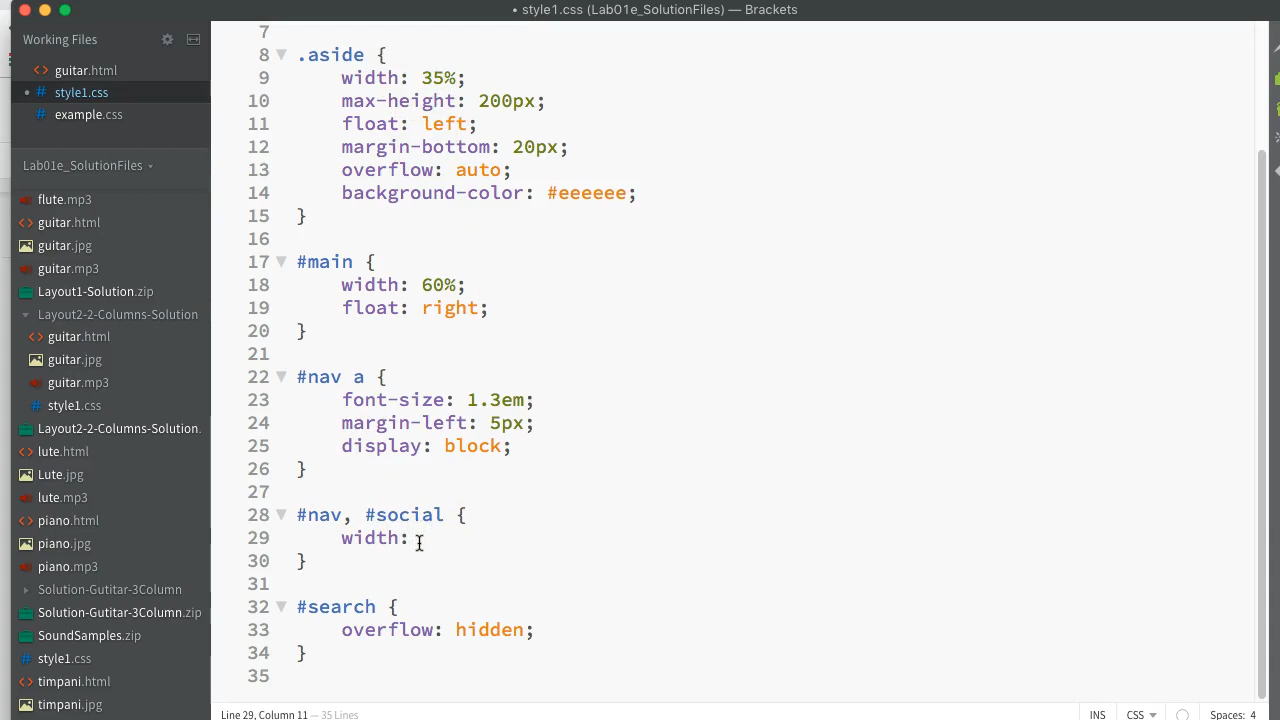 • style1.css (Lab01e_SolutionFiles) — Brackets
Working Files
<> guitar.html
• # style1.css
# example.css
Lab01e_SolutionFiles
flute.mp3
<> guitar.html
guitar.jpg
guitar.mp3
Layout1-Solution.zip
Layout2-2-Columns-Solution
<> guitar.html
guitar.jpg
guitar.mp3
# style1.css
Layout2-2-Columns-Solution.
<> lute.html
Lute.jpg
lute.mp3
<> piano.html
piano.jpg
piano.mp3
Solution-Gutitar-3Column
Solution-Gutitar-3Column.zip
SoundSamples.zip
# style1.css
<> timpani.html
timpani.jpg
7
8 .aside {
9 width: 35%;
10 max-height: 200px;
11 float: left;
12 margin-bottom: 20px;
13 overflow: auto;
14 background-color: #eeeeee;
15 }
16
17 #main {
18 width: 60%;
19 float: right;
20 }
21
22 #nav a {
23 font-size: 1.3em;
24 margin-left: 5px;
25 display: block;
26 }
27
28 #nav, #social {
29 width:
30 }
31
32 #search {
33 overflow: hidden;
34 }
35
Line 29, Column 11 — 35 Lines INS CSS Spaces: 4